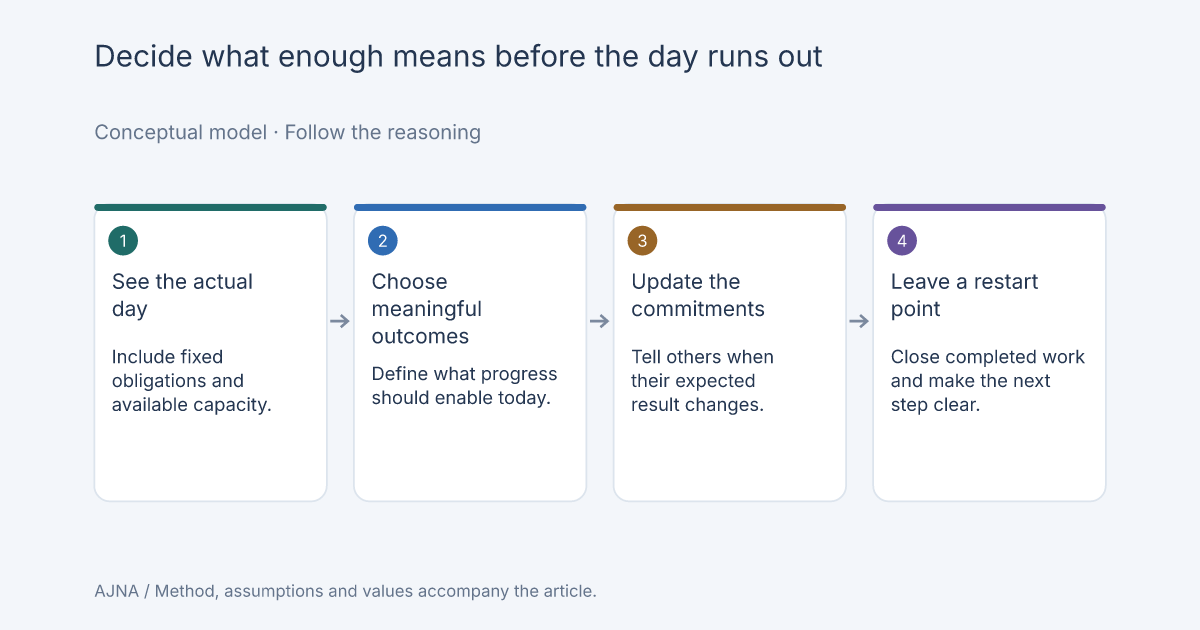 Decide what enough means before the day runs out
Conceptual model · Follow the reasoning
1
See the actual
day
Include fixed
obligations and
available capacity.
2
Choose
meaningful
outcomes
Define what progress
should enable today.
3
Update the
commitments
Tell others when
their expected
result changes.
4
Leave a restart
point
Close completed work
and make the next
step clear.
AJNA / Method, assumptions and values accompany the article.